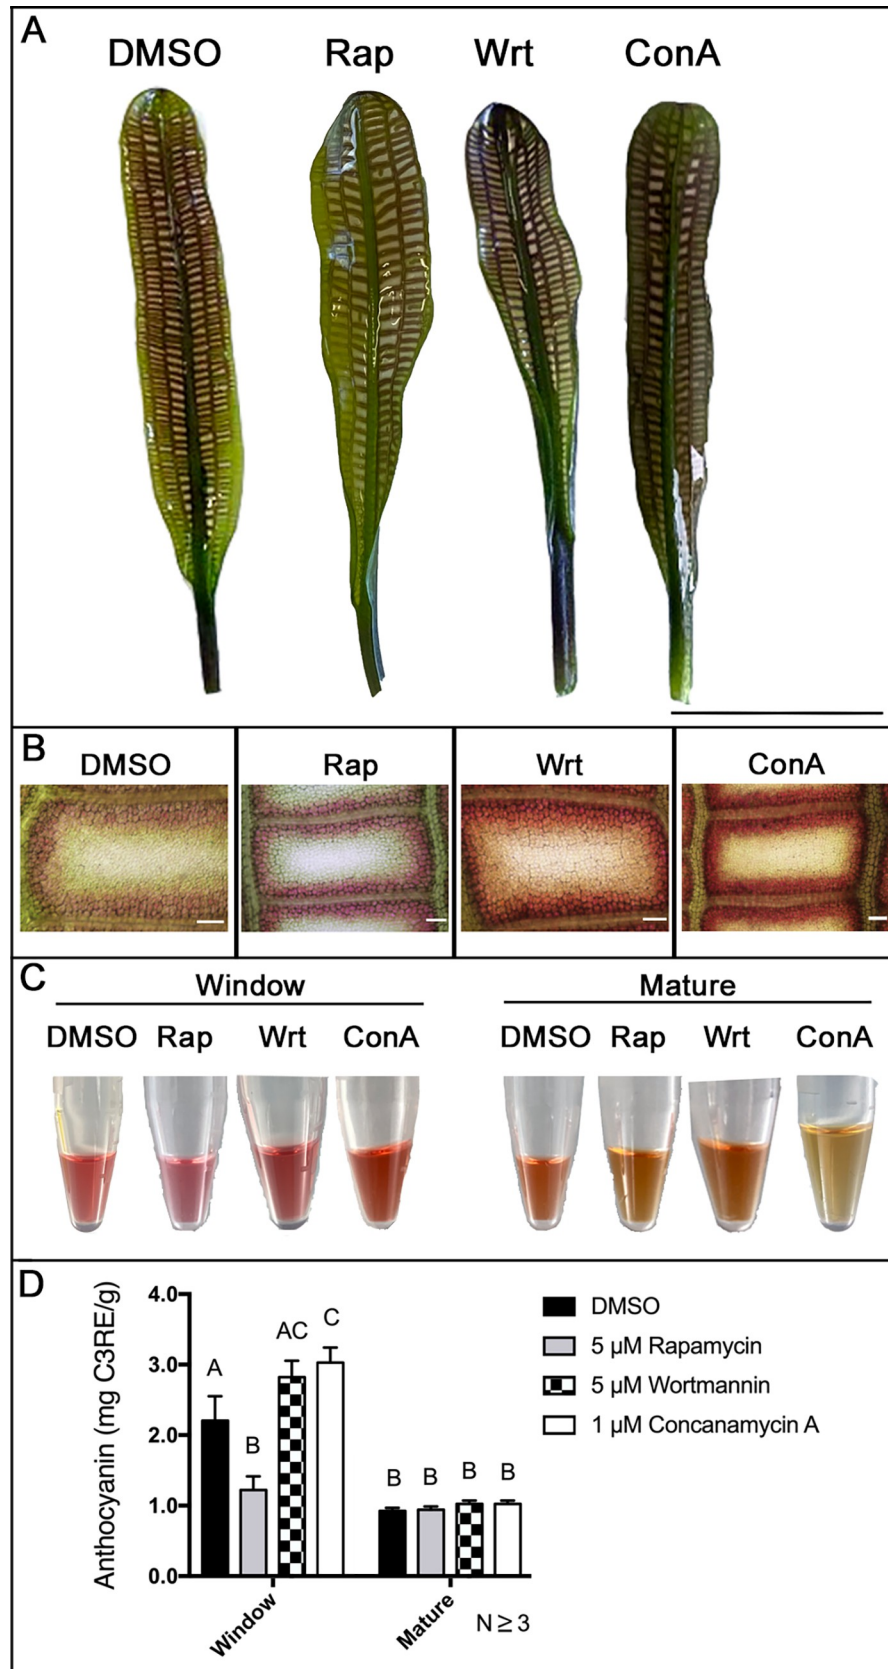 A
DMSO Rap Wrt ConA
B
DMSO Rap Wrt ConA
C
Window Mature
DMSO Rap Wrt ConA DMSO Rap Wrt ConA
D
Anthocyanin (mg C3RE/g)
4.0
3.0
2.0
1.0
0.0
A B AC C B B B B
Window Mature
N ≥ 3
DMSO
5 µM Rapamycin
5 µM Wortmannin
1 µM Concanamycin A